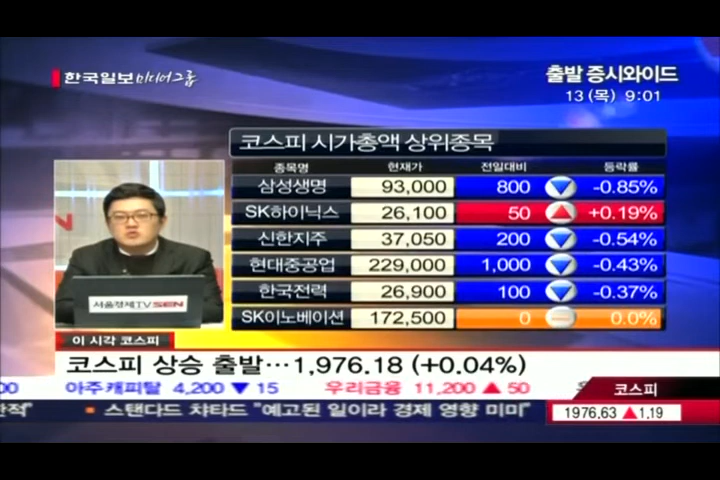 한국일보 미디어그룹
출발 증시와이드
13(목) 9:01
코스피 시가총액 상위종목
종목명 현재가 전일대비 등락률
삼성생명 93,000 800 ▼ -0.85%
SK하이닉스 26,100 50 ▲ +0.19%
신한지주 37,050 200 ▼ -0.54%
현대중공업 229,000 1,000 ▼ -0.43%
한국전력 26,900 100 ▼ -0.37%
SK이노베이션 172,500 0 - 0.0%
서울경제TV SEN
이 시각 코스피
코스피 상승 출발…1,976.18 (+0.04%)
00 아주캐피탈 4,200 ▼ 15 우리금융 11,200 ▲ 50
코스피
한적" ▪ 스탠다드 챠타드 "예고된 일이라 경제 영향 미미"
1976.63 ▲1.19